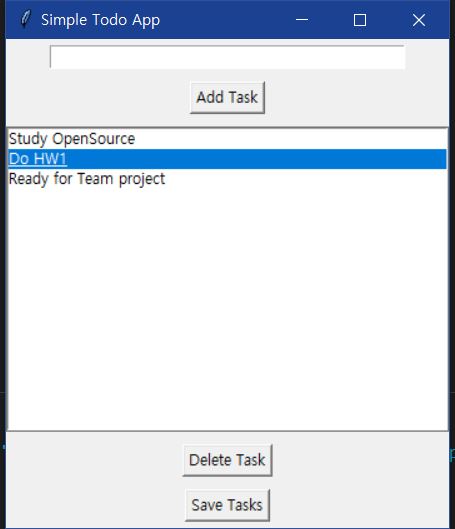 Simple Todo App
Add Task
Study OpenSource
Do HW1
Ready for Team project
Delete Task
Save Tasks